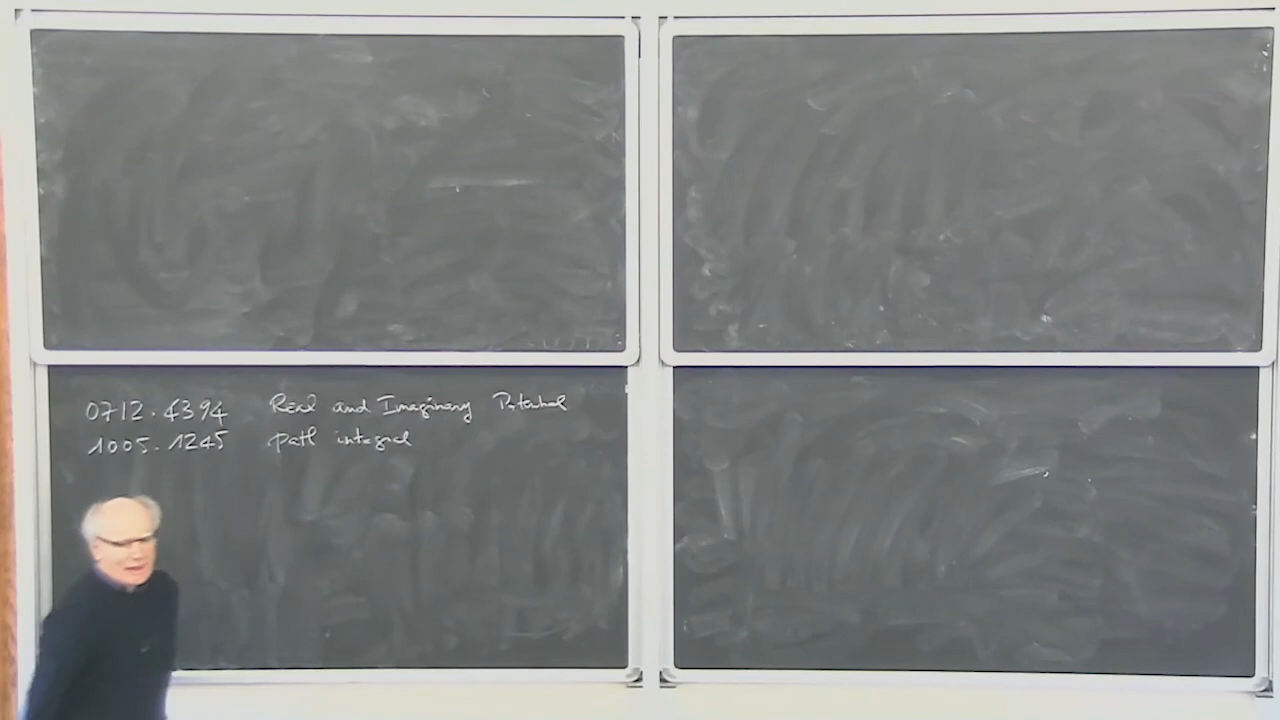 0712.4394 Real and Imaginary Potential
1005.1245 path integral